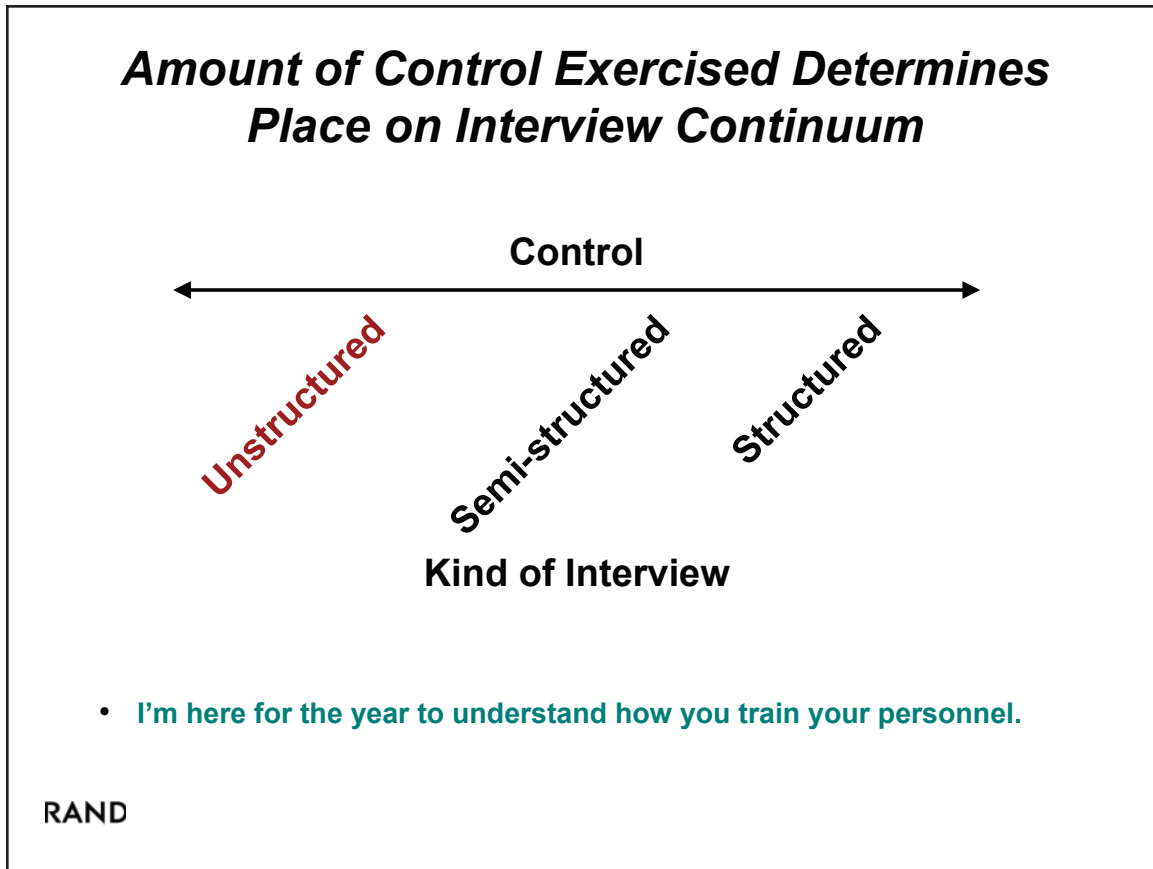 Amount of Control Exercised Determines
Place on Interview Continuum
Control
Unstructured
Semi-structured
Structured
Kind of Interview
• I'm here for the year to understand how you train your personnel.
RAND